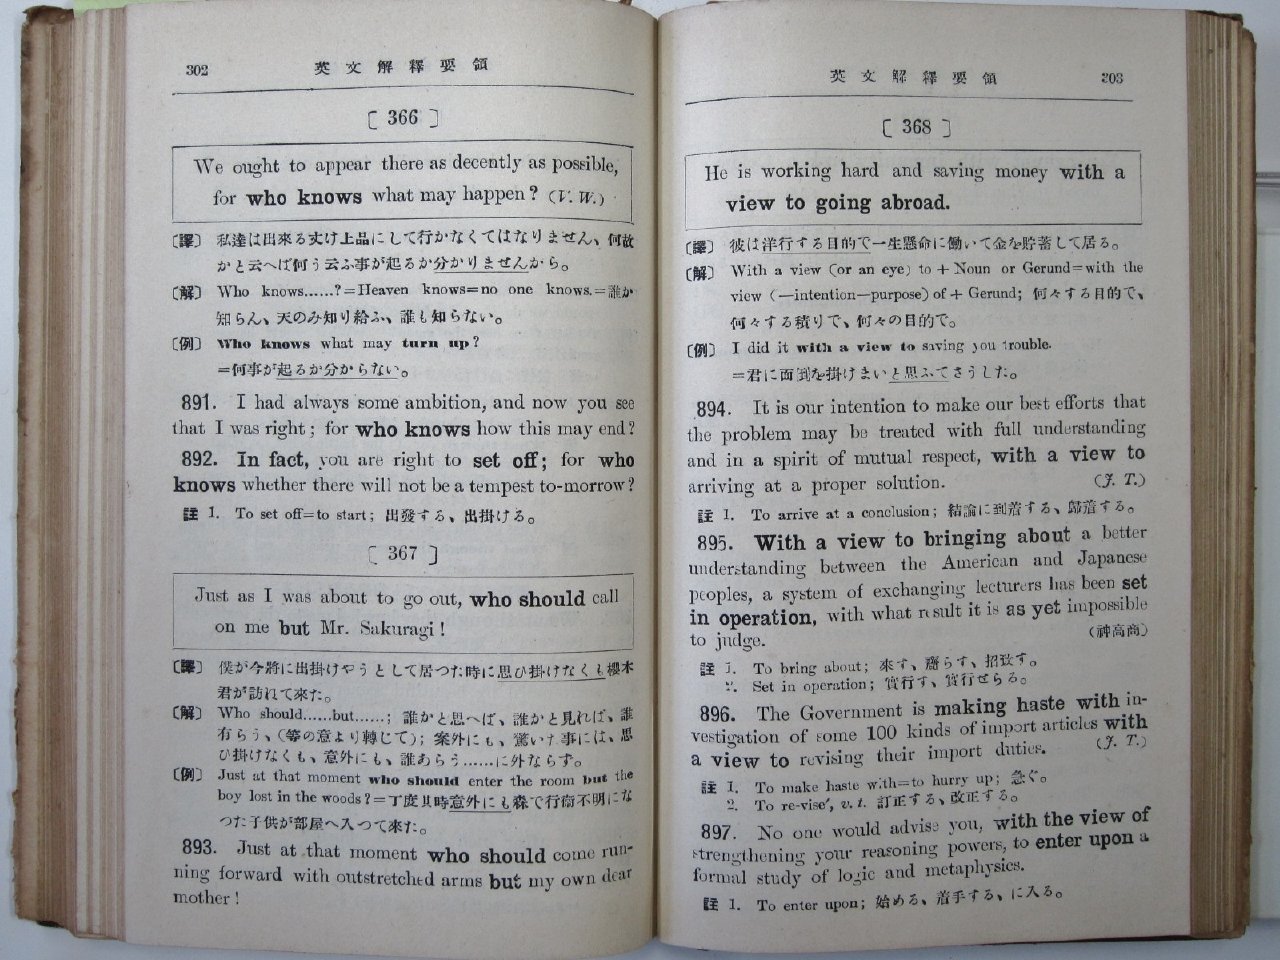 302 英文解釋要領
[ 366 ]
We ought to appear there as decently as possible,
for who knows what may happen? (V. W.)
〔譯〕 私達は出來る丈け上品にして行かなくてはなりません、何故
かと云へば何う云ふ事が起るか分かりませんから。
〔解〕 Who knows......?=Heaven knows=no one knows.=誰か
知らん、天のみ知り給ふ、誰も知らない。
〔例〕 Who knows what may turn up?
=何事が起るか分からない。
891. I had always some ambition, and now you see
that I was right; for who knows how this may end?
892. In fact, you are right to set off; for who
knows whether there will not be a tempest to-morrow?
註 1. To set off=to start; 出發する、出掛ける。
[ 367 ]
Just as I was about to go out, who should call
on me but Mr. Sakuragi!
〔譯〕 僕が今將に出掛けやうとして居つた時に思ひ掛けなくも櫻木
君が訪れて來た。
〔解〕 Who should......but......; 誰かと思へば、誰かと見れば、誰
有らう、(等の意より轉じて); 案外にも、驚いた事には、思
ひ掛けなくも、意外にも、誰あらう......に外ならず。
〔例〕 Just at that moment who should enter the room but the
boy lost in the woods?=丁度其時意外にも森で行衞不明にな
つた子供が部屋へ入つて來た。
893. Just at that moment who should come run-
ning forward with outstretched arms but my own dear
mother!
英文解釋要領 303
[ 368 ]
He is working hard and saving money with a
view to going abroad.
〔譯〕 彼は洋行する目的で一生懸命に働いて金を貯蓄して居る。
〔解〕 With a view (or an eye) to + Noun or Gerund=with the
view (—intention—purpose) of + Gerund; 何々する目的で、
何々する積りで、何々の目的で。
〔例〕 I did it with a view to saving you trouble.
=君に面倒を掛けまいと思ふてさうした。
894. It is our intention to make our best efforts that
the problem may be treated with full understanding
and in a spirit of mutual respect, with a view to
arriving at a proper solution. (J. T.)
註 1. To arrive at a conclusion; 結論に到着する、歸着する。
895. With a view to bringing about a better
understanding between the American and Japanese
peoples, a system of exchanging lecturers has been set
in operation, with what result it is as yet impossible
to judge. (神高商)
註 1. To bring about; 來す、齎らす、招致す。
2. Set in operation; 實行す、實行せらる。
896. The Government is making haste with in-
vestigation of some 100 kinds of import articles with
a view to revising their import duties. (J. T.)
註 1. To make haste with=to hurry up; 急ぐ。
2. To re-vise', v. t. 訂正する、改正する。
897. No one would advise you, with the view of
strengthening your reasoning powers, to enter upon a
formal study of logic and metaphysics.
註 1. To enter upon; 始める、着手する、に入る。